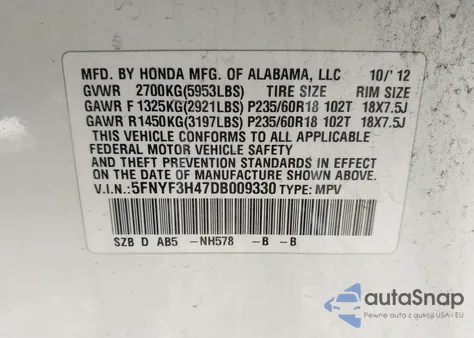 MFD. BY HONDA MFG. OF ALABAMA, LLC 10/'12
GVWR 2700KG(5953LBS) TIRE SIZE RIM SIZE
GAWR F 1325KG(2921LBS) P235/60R18 102T 18X7.5J
GAWR R1450KG(3197LBS) P235/60R18 102T 18X7.5J
THIS VEHICLE CONFORMS TO ALL APPLICABLE
FEDERAL MOTOR VEHICLE SAFETY
AND THEFT PREVENTION STANDARDS IN EFFECT
ON THE DATE OF MANUFACTURE SHOWN ABOVE.
V.I.N.:5FNYF3H47DB009330 TYPE: MPV
SZB D AB5 -NH578 -B -B
autoSnap
Pewne auta z USA i EU